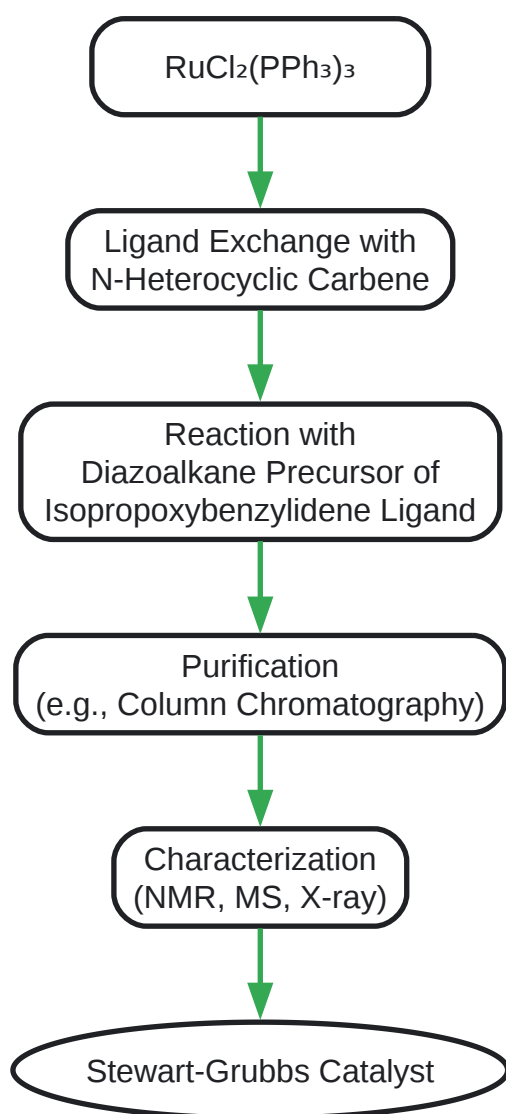 RuCl₂(PPh₃)₃
Ligand Exchange with
N-Heterocyclic Carbene
Reaction with
Diazoalkane Precursor of
Isopropoxybenzylidene Ligand
Purification
(e.g., Column Chromatography)
Characterization
(NMR, MS, X-ray)
Stewart-Grubbs Catalyst